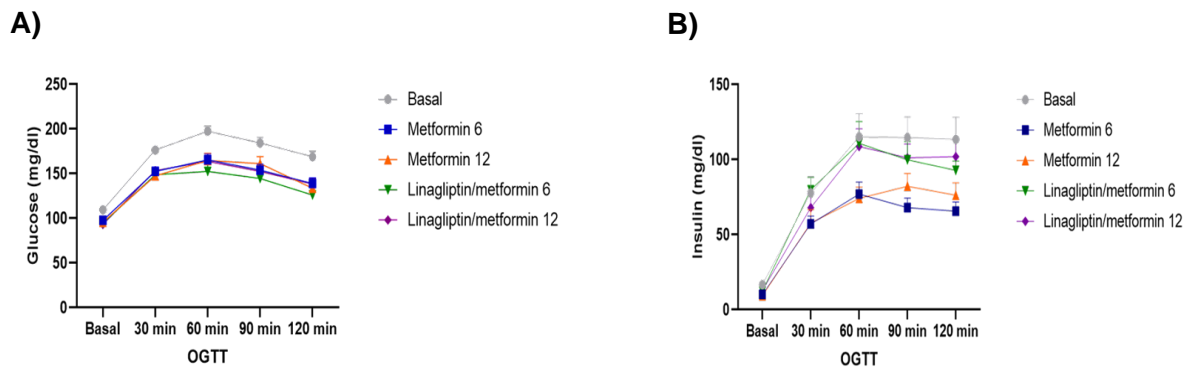 A)
Glucose (mg/dl)
250
200
150
100
50
0
Basal 30 min 60 min 90 min 120 min
OGTT
Basal
Metformin 6
Metformin 12
Linagliptin/metformin 6
Linagliptin/metformin 12
B)
Insulin (mg/dl)
150
100
50
0
Basal 30 min 60 min 90 min 120 min
OGTT
Basal
Metformin 6
Metformin 12
Linagliptin/metformin 6
Linagliptin/metformin 12